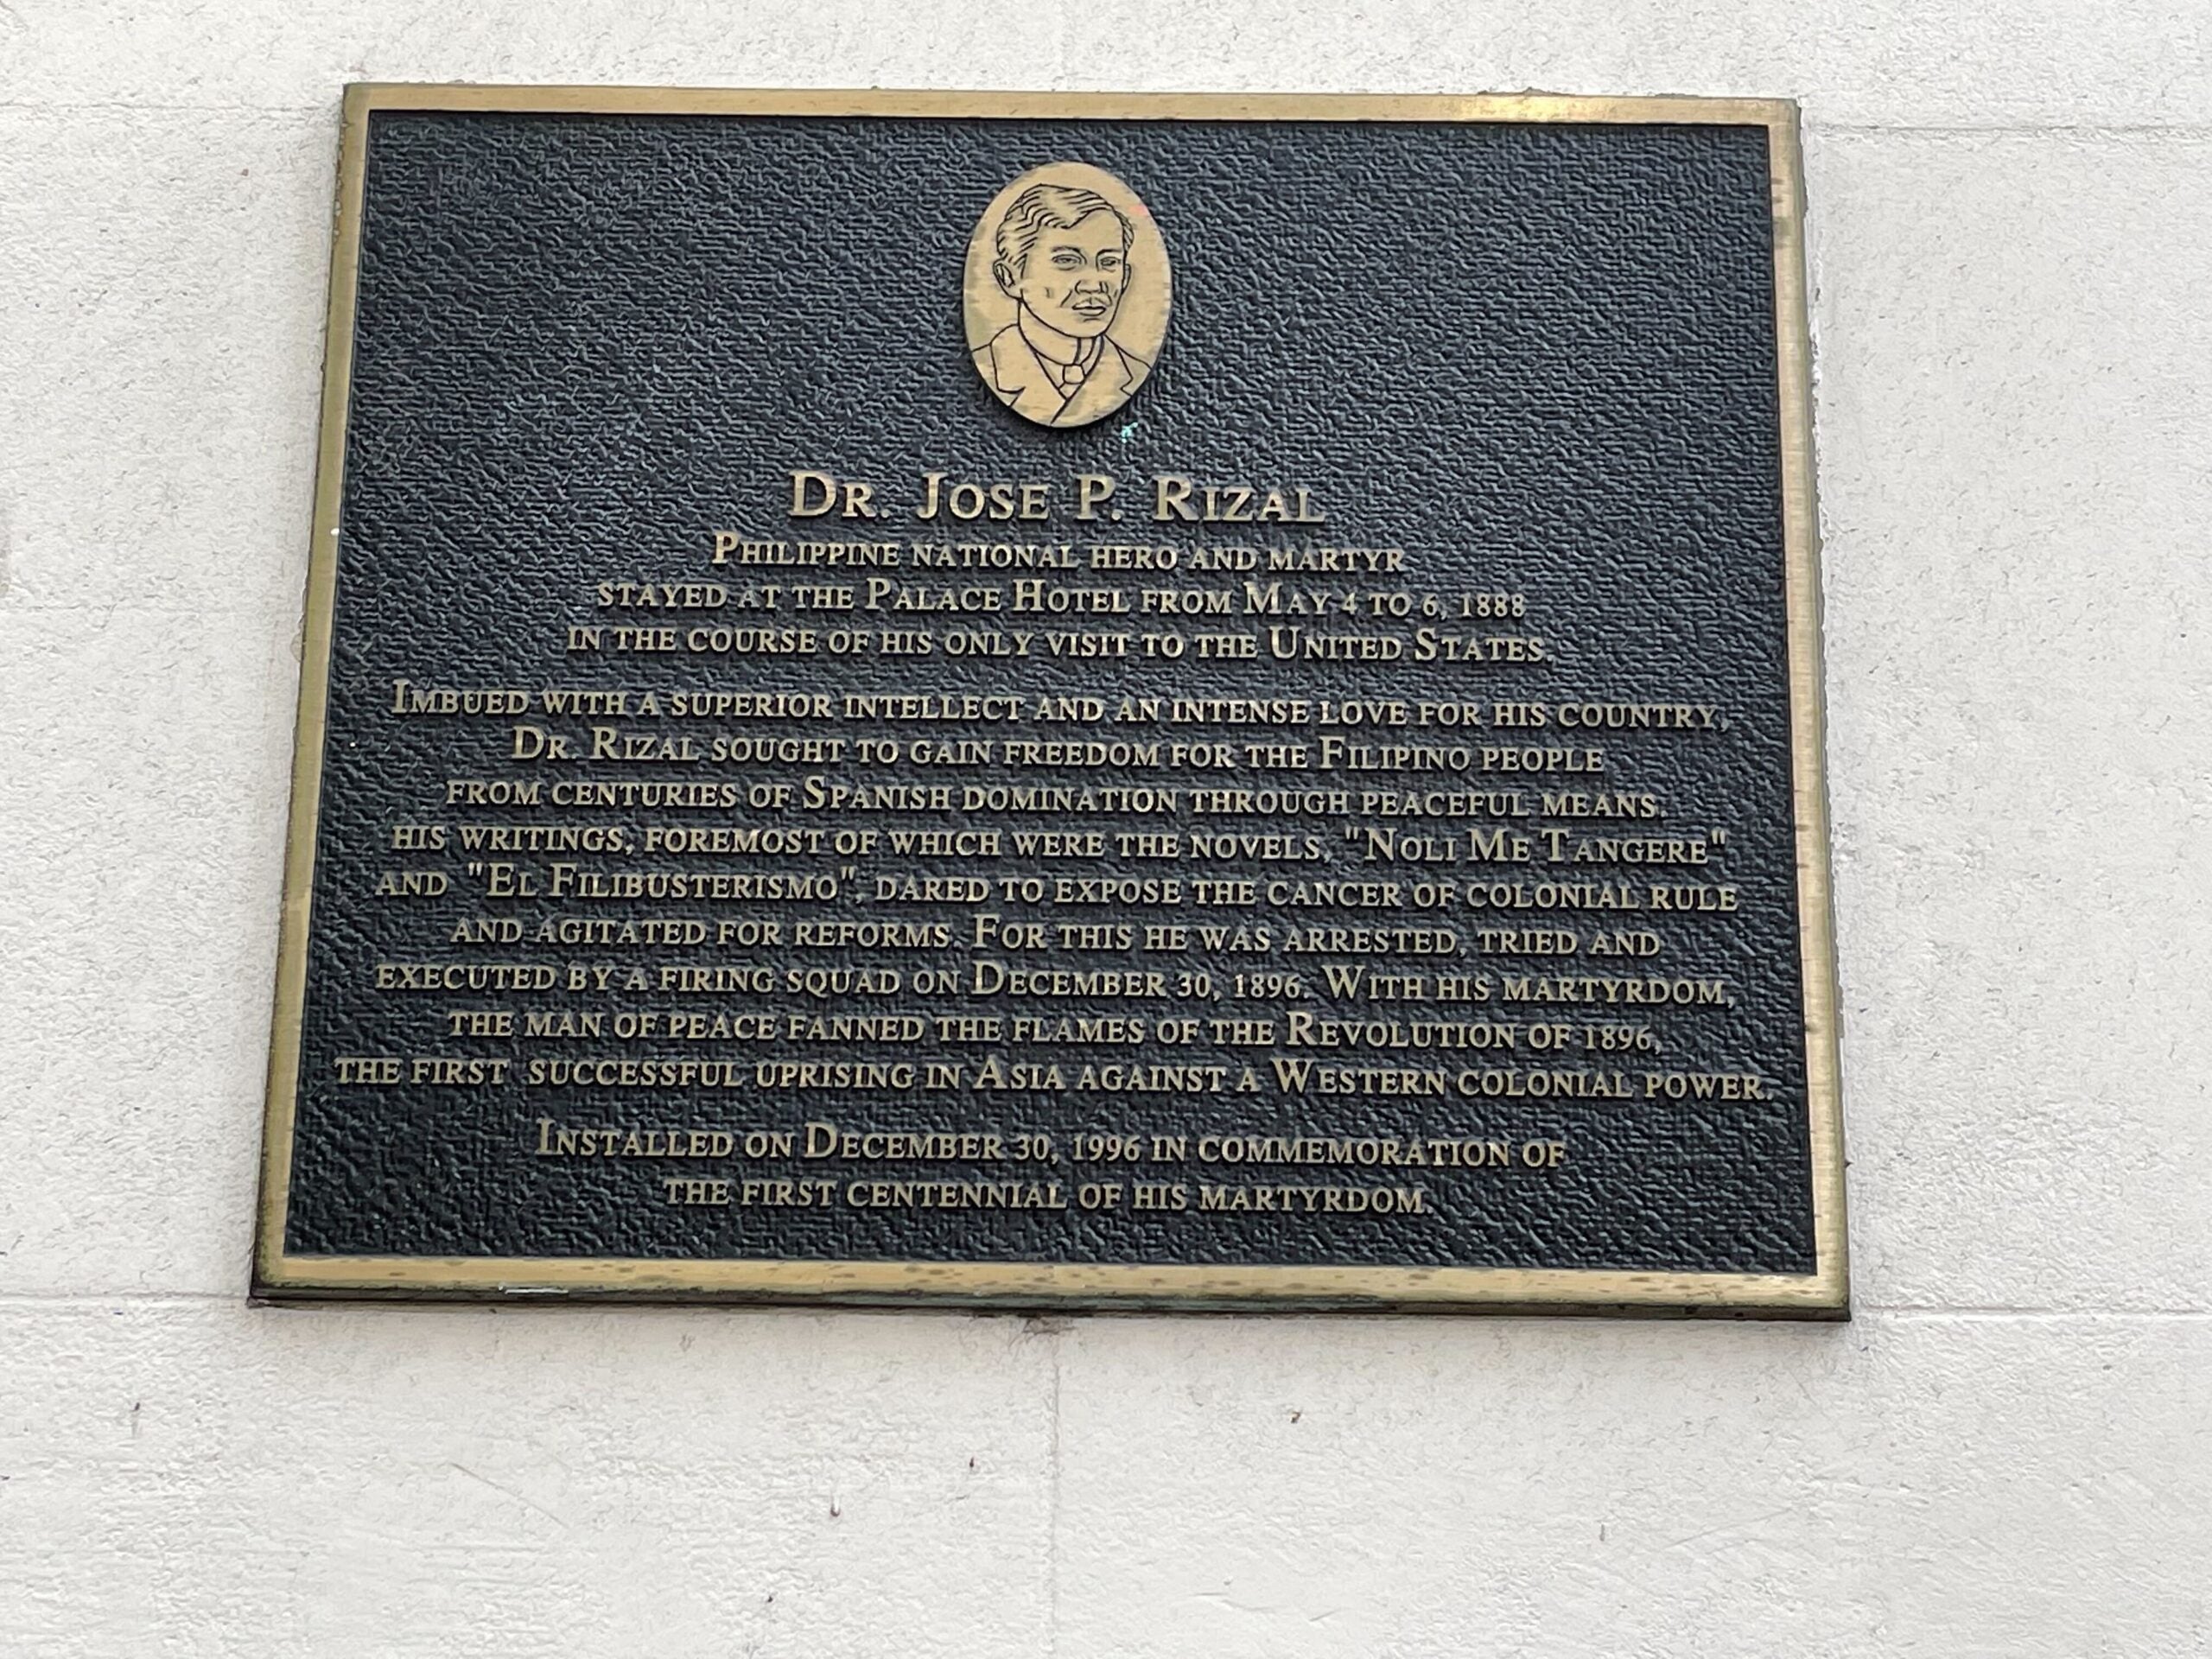 Dr. Jose P. Rizal
Philippine national hero and martyr
stayed at the Palace Hotel from May 4 to 6, 1888
in the course of his only visit to the United States.
Imbued with a superior intellect and an intense love for his country,
Dr. Rizal sought to gain freedom for the Filipino people
from centuries of Spanish domination through peaceful means.
his writings, foremost of which were the novels, "Noli Me Tangere"
and "El Filibusterismo", dared to expose the cancer of colonial rule
and agitated for reforms. For this he was arrested, tried and
executed by a firing squad on December 30, 1896. With his martyrdom,
the man of peace fanned the flames of the Revolution of 1896,
the first successful uprising in Asia against a Western colonial power.
Installed on December 30, 1996 in commemoration of
the first centennial of his martyrdom.